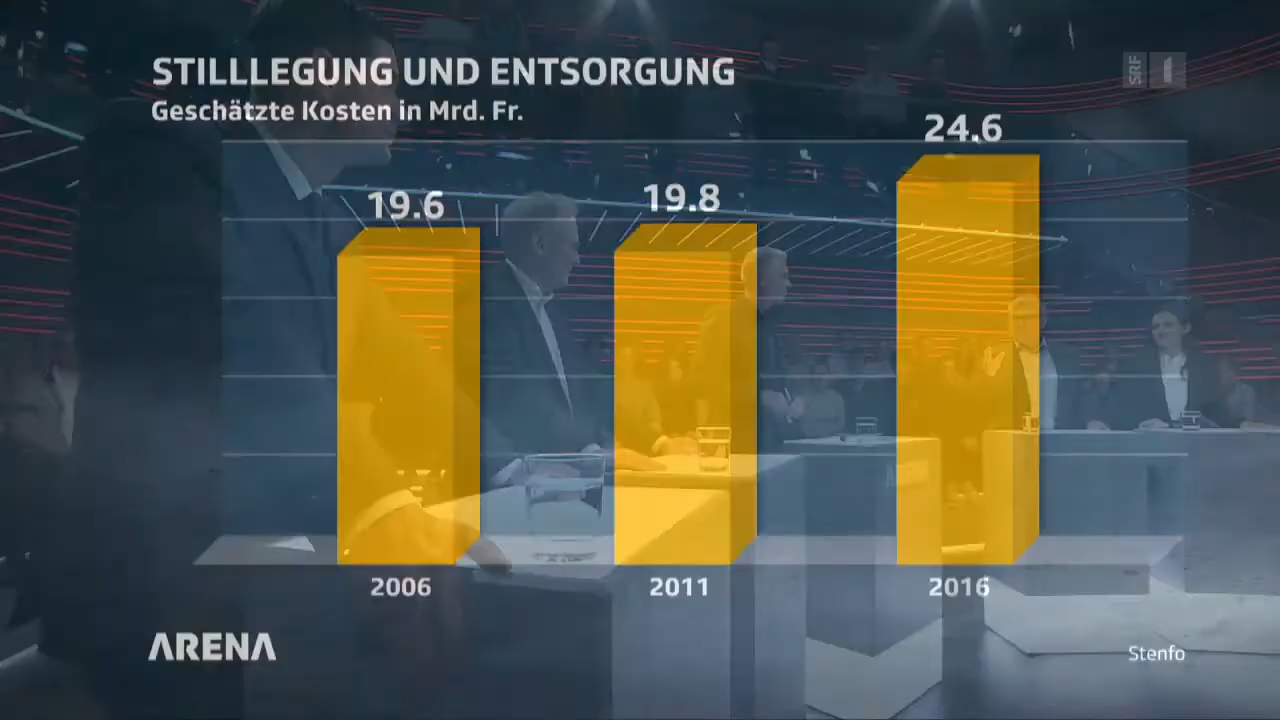 STILLLEGUNG UND ENTSORGUNG
Geschätzte Kosten in Mrd. Fr.
SRF 1
19.6
19.8
24.6
2006
2011
2016
ARENA
Stenfo